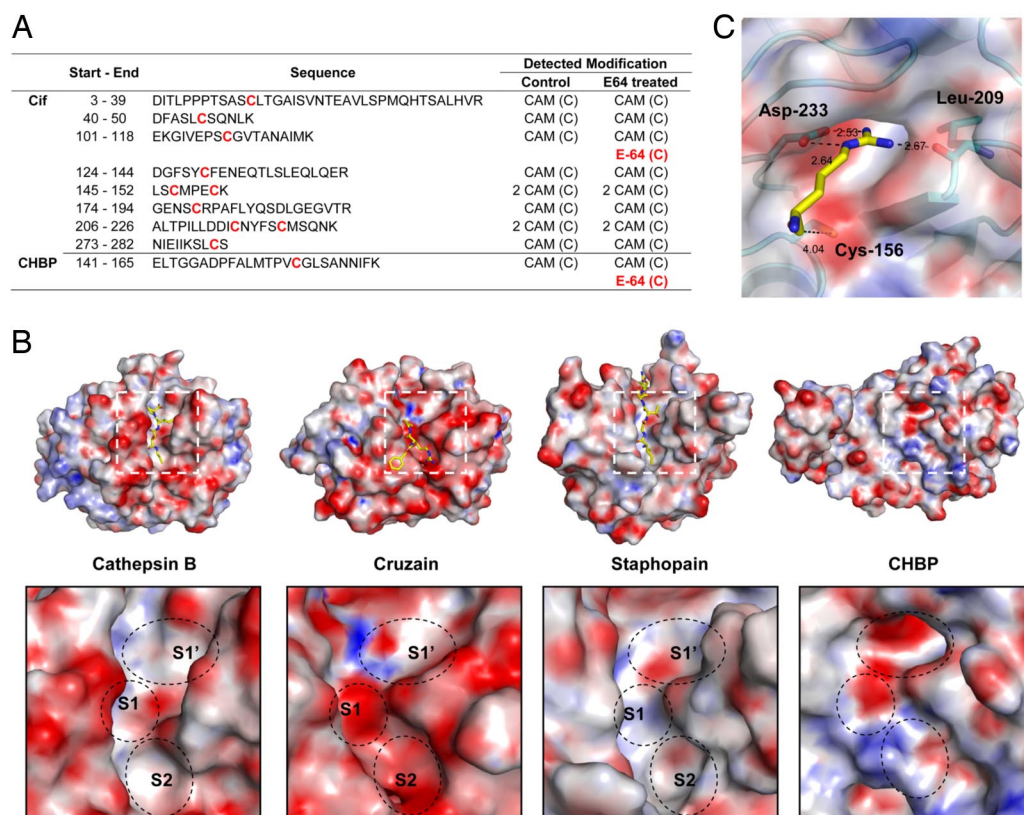 A
Detected Modification
Start - End Sequence
Control E64 treated
Cif 3 - 39 DITLPPPTSASCLTGAISVNTEAVLSPMQHTSALHVR CAM (C) CAM (C)
40 - 50 DFASLCSQNLK CAM (C) CAM (C)
101 - 118 EKGIVEPSCGVTANAIMK CAM (C) CAM (C)
E-64 (C)
124 - 144 DGFSYCFENEQTLSLEQLQER CAM (C) CAM (C)
145 - 152 LSCMPECK 2 CAM (C) 2 CAM (C)
174 - 194 GENSCRPAFLYQSDLGEGVTR CAM (C) CAM (C)
206 - 226 ALTPILLDDICNYFSCMSQNK 2 CAM (C) 2 CAM (C)
273 - 282 NIEIIKSLCS CAM (C) CAM (C)
CHBP 141 - 165 ELTGGADPFALMTPVCGLSANNIFK CAM (C) CAM (C)
E-64 (C)
C
Asp-233
Leu-209
2.53
2.67
2.64
4.04
Cys-156
B
Cathepsin B Cruzain Staphopain CHBP
S1’ S1’ S1’
S1 S1 S1
S2 S2 S2